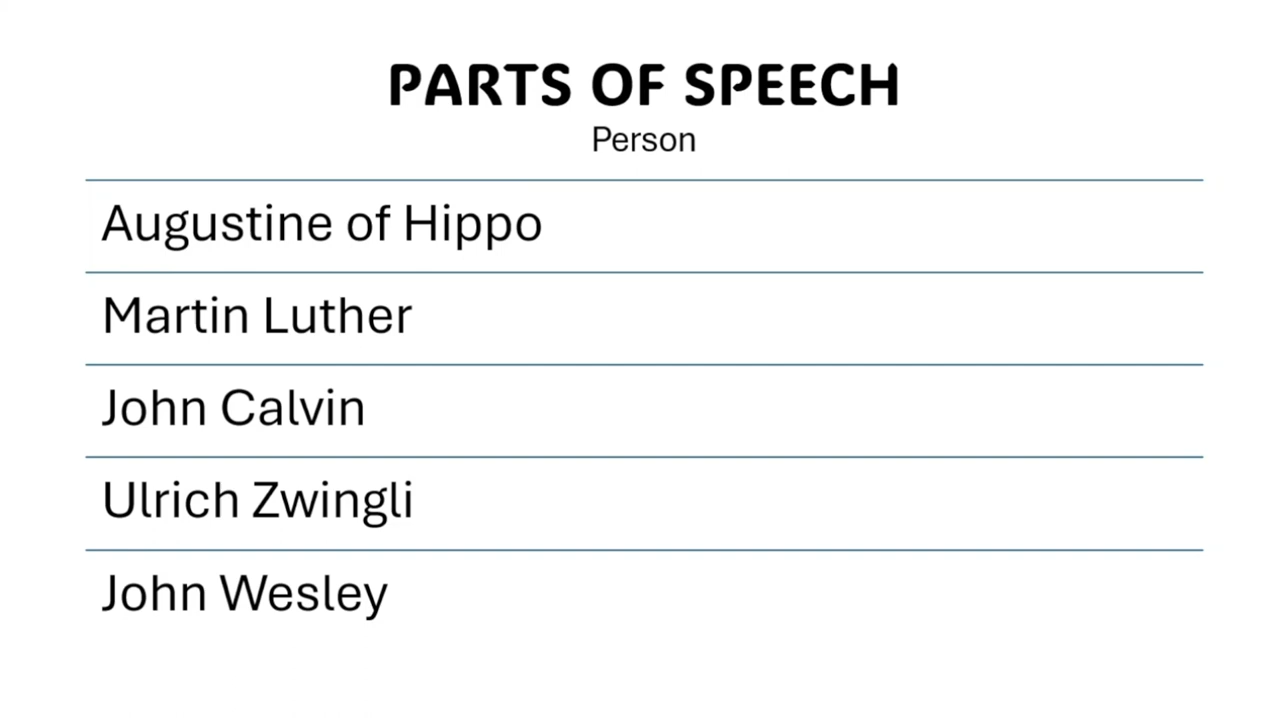 PARTS OF SPEECH
Person
Augustine of Hippo
Martin Luther
John Calvin
Ulrich Zwingli
John Wesley